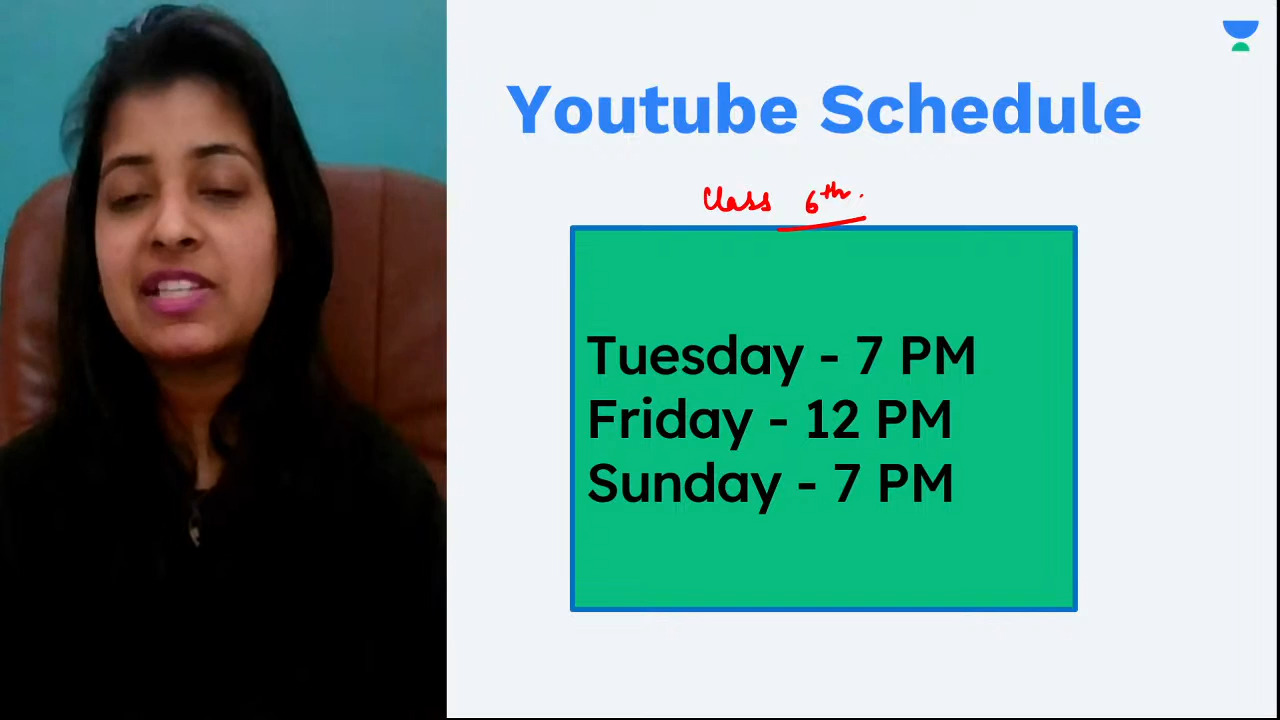 Youtube Schedule
Class 6th.
Tuesday - 7 PM
Friday - 12 PM
Sunday - 7 PM